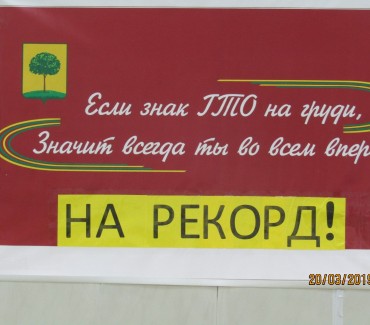 Если знак ГТО на груди,
Значит всегда ты во всем впер
НА РЕКОРД!
20/03/2019